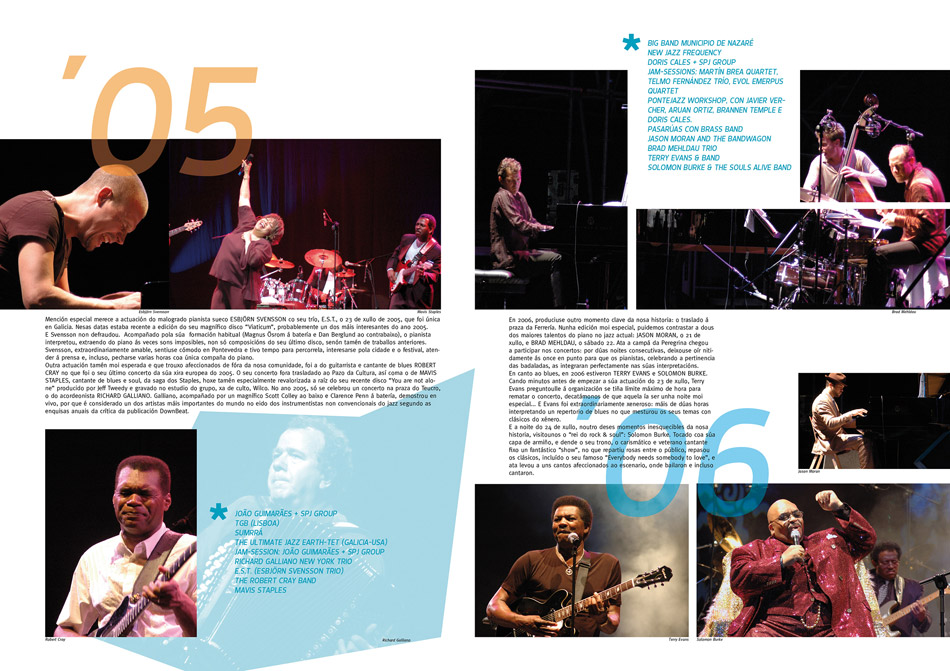 ´05
Esbjörn Svensson
Mavis Staples
Mención especial merece a actuación do malogrado pianista sueco ESBJÖRN SVENSSON co seu trío, E.S.T., o 23 de xullo de 2005, que foi única
en Galicia. Nesas datas estaba recente a edición do seu magnífico disco "Viaticum", probablemente un dos máis interesantes do ano 2005.
E Svensson non defraudou. Acompañado pola súa formación habitual (Magnus Örsom á batería e Dan Berglund ao contrabaixo), o pianista
interpretou, extraendo do piano ás veces sons imposibles, non só composicións do seu último disco, senón tamén de traballos anteriores.
Svensson, extraordinariamente amable, sentiuse cómodo en Pontevedra e tivo tempo para percorrela, interesarse pola cidade e o festival, aten-
der á prensa e, incluso, pecharse varias horas coa única compaña do piano.
Outra actuación tamén moi esperada e que trouxo afeccionados de fóra da nosa comunidade, foi a do guitarrista e cantante de blues ROBERT
CRAY no que foi o seu último concerto da súa xira europea do 2005. O seu concerto fora trasladado ao Pazo da Cultura, así coma o de MAVIS
STAPLES, cantante de blues e soul, da saga dos Staples, hoxe tamén especialmente revalorizada a raíz do seu recente disco "You are not alo-
ne" producido por Jeff Tweedy e gravado no estudio do grupo, xa de culto, Wilco. No ano 2005, só se celebrou un concerto na praza do Teucro,
o do acordeonista RICHARD GALLIANO. Galliano, acompañado por un magnífico Scott Colley ao baixo e Clarence Penn á batería, demostrou en
vivo, por que é considerado un dos artistas máis importantes do mundo no eido dos instrumentistas non convencionais do jazz segundo as
enquisas anuais da crítica da publicación DownBeat.
* JOÃO GUIMARÃES + SPJ GROUP
TGB (LISBOA)
SUMRRÁ
THE ULTIMATE JAZZ EARTH-TET (GALICIA-USA)
JAM-SESSION: JOÃO GUIMARÃES + SPJ GROUP
RICHARD GALLIANO NEW YORK TRIO
E.S.T. (ESBJÖRN SVENSSON TRIO)
THE ROBERT CRAY BAND
MAVIS STAPLES
Robert Cray
Richard Galliano
* BIG BAND MUNICIPIO DE NAZARÉ
NEW JAZZ FREQUENCY
DORIS CALES + SPJ GROUP
JAM-SESSIONS: MARTÍN BREA QUARTET,
TELMO FERNÁNDEZ TRÍO, EVOL EMERPUS
QUARTET
PONTEJAZZ WORKSHOP, CON JAVIER VER-
CHER, ARUAN ORTIZ, BRANNEN TEMPLE E
DORIS CALES.
PASARÚAS CON BRASS BAND
JASON MORAN AND THE BANDWAGON
BRAD MEHLDAU TRIO
TERRY EVANS & BAND
SOLOMON BURKE & THE SOULS ALIVE BAND
Brad Mehldau
En 2006, produciuse outro momento clave da nosa historia: o traslado á
praza da Ferrería. Nunha edición moi especial, puidemos contrastar a dous
dos maiores talentos do piano no jazz actual: JASON MORAN, o 21 de
xullo, e BRAD MEHLDAU, o sábado 22. Ata a campá da Peregrina chegou
a participar nos concertos: por dúas noites consecutivas, deixouse oír niti-
damente ás once en punto para que os pianistas, celebrando a pertinencia
das badaladas, as integraran perfectamente nas súas interpretacións.
En canto ao blues, en 2006 estiveron TERRY EVANS e SOLOMON BURKE.
Cando minutos antes de empezar a súa actuación do 23 de xullo, Terry
Evans preguntoulle á organización se tiña límite máximo de hora para
rematar o concerto, decatámonos de que aquela ía ser unha noite moi
especial... E Evans foi extraordinariamente xeneroso: máis de dúas horas
interpretando un repertorio de blues no que mesturou os seus temas con
clásicos do xénero.
E a noite do 24 de xullo, noutro deses momentos inesquecibles da nosa
historia, visitounos o "rei do rock & soul": Solomon Burke. Tocado coa súa
capa de armiño, e dende o seu trono, o carismático e veterano cantante
fixo un fantástico "show", no que repartiu rosas entre o público, repasou
os clásicos, incluído o seu famoso "Everybody needs somebody to love", e
ata levou a uns cantos afeccionados ao escenario, onde bailaron e incluso
cantaron.
´06
Jason Moran
Terry Evans
Solomon Burke